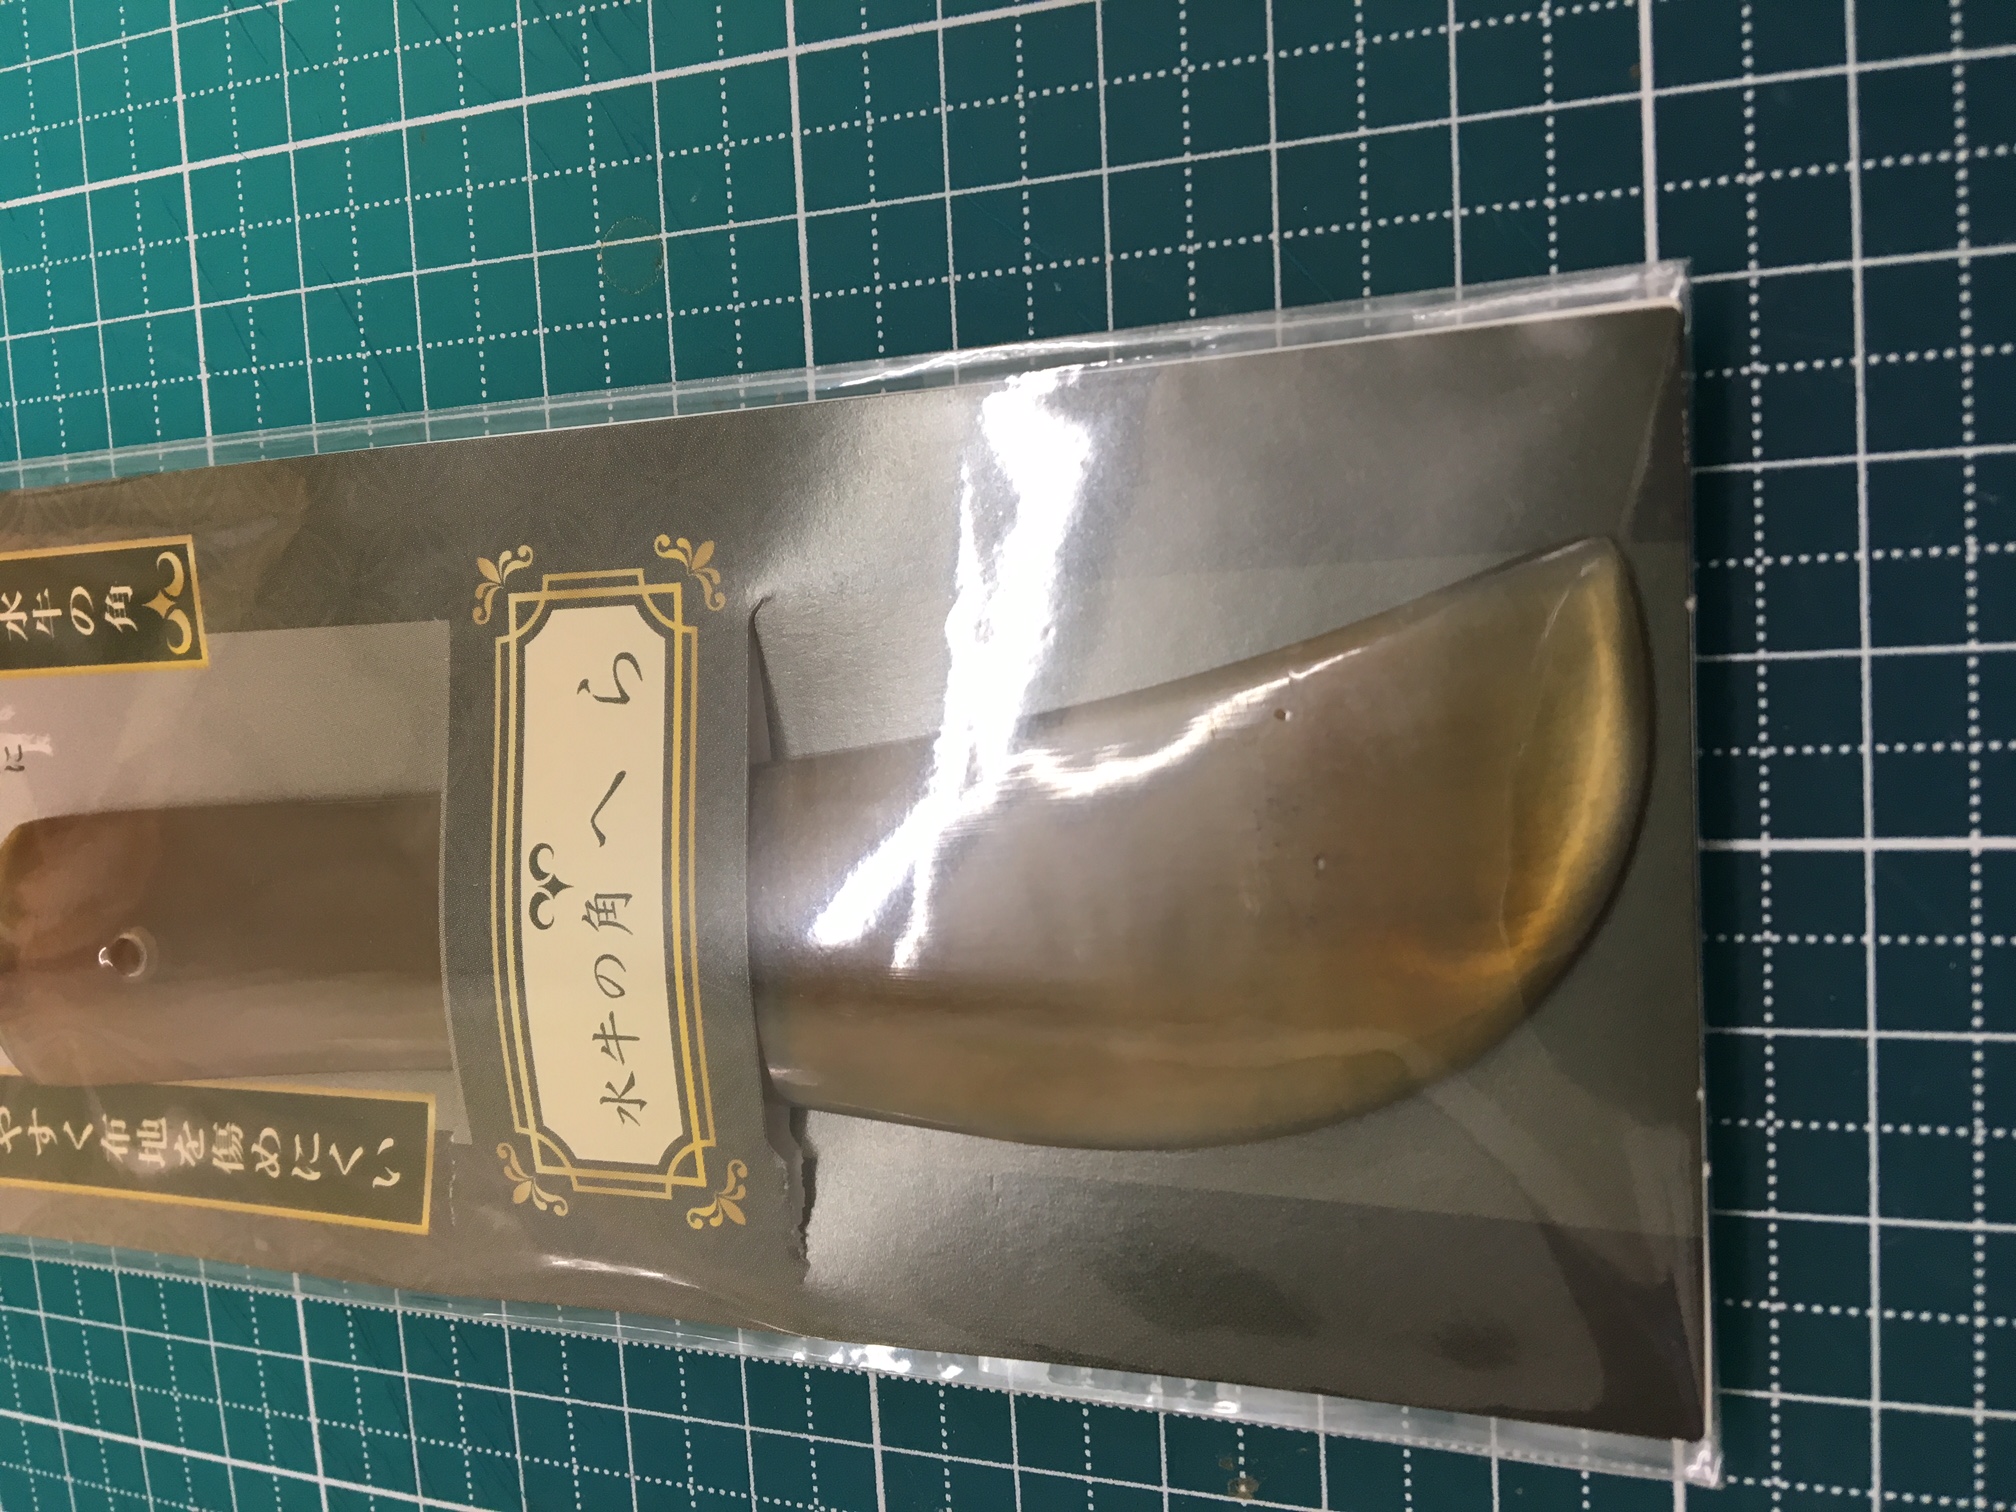 水牛の角
に
やすく布地を傷めにくい
水牛の角へら